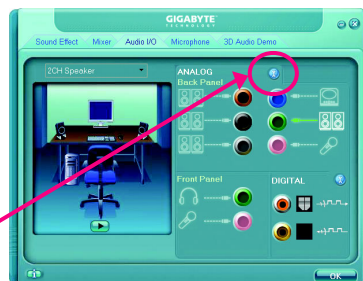 GIGABYTE
TECHNOLOGY
Sound Effect Mixer Audio I/O Microphone 3D Audio Demo
2CH Speaker
ANALOG
Back Panel
Front Panel
DIGITAL
OK